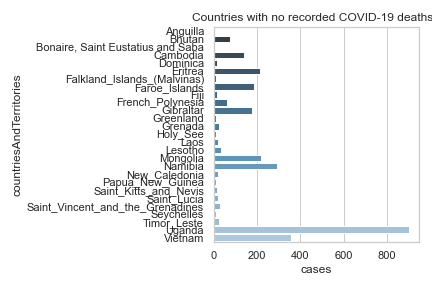 Countries with no recorded COVID-19 deaths
Anguilla
Bhutan
Bonaire, Saint Eustatius and Saba
Cambodia
Dominica
Eritrea
Falkland_Islands_(Malvinas)
Faroe_Islands
Fiji
French_Polynesia
Gibraltar
Greenland
Grenada
Holy_See
Laos
Lesotho
Mongolia
Namibia
New_Caledonia
Papua_New_Guinea
Saint_Kitts_and_Nevis
Saint_Lucia
Saint_Vincent_and_the_Grenadines
Seychelles
Timor_Leste
Uganda
Vietnam
countriesAndTerritories
0 200 400 600 800
cases